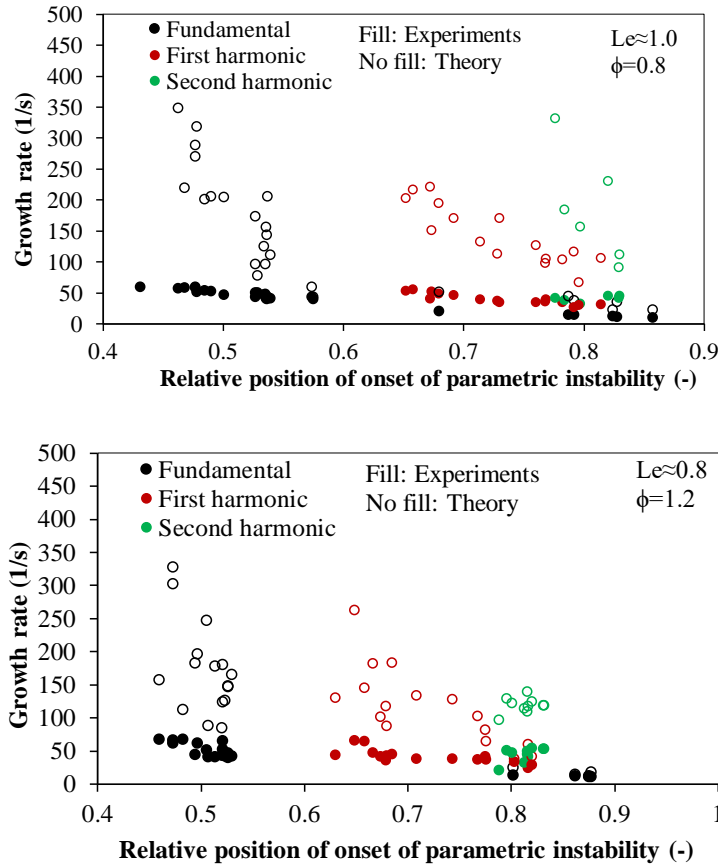 500
450
400
350
300
250
200
150
100
50
0
Growth rate (1/s)
Fundamental
First harmonic
Second harmonic
Fill: Experiments
No fill: Theory
Le≈1.0
ϕ=0.8
0.4 0.5 0.6 0.7 0.8 0.9
Relative position of onset of parametric instability (-)
500
450
400
350
300
250
200
150
100
50
0
Growth rate (1/s)
Fundamental
First harmonic
Second harmonic
Fill: Experiments
No fill: Theory
Le≈0.8
ϕ=1.2
0.4 0.5 0.6 0.7 0.8 0.9 1
Relative position of onset of parametric instability (-)